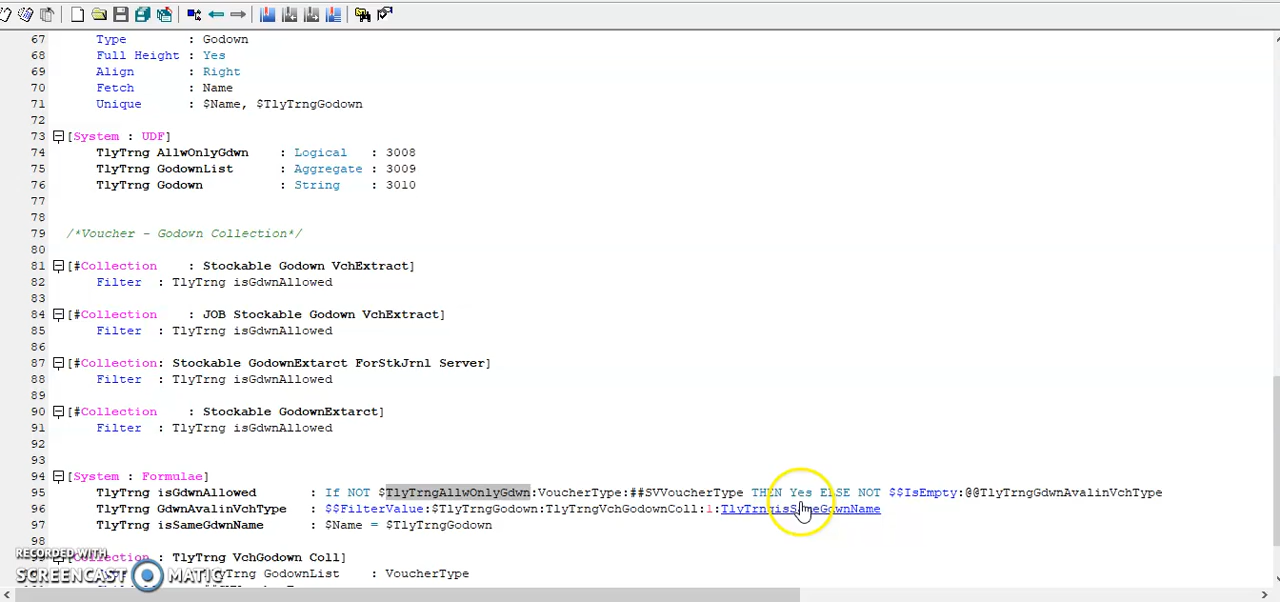 67 Type : Godown
68 Full Height : Yes
69 Align : Right
70 Fetch : Name
71 Unique : $Name, $TlyTrngGodown
72
73 [System : UDF]
74 TlyTrng AllwOnlyGdwn : Logical : 3008
75 TlyTrng GodownList : Aggregate : 3009
76 TlyTrng Godown : String : 3010
77
78
79 /*Voucher - Godown Collection*/
80
81 [#Collection : Stockable Godown VchExtract]
82 Filter : TlyTrng isGdwnAllowed
83
84 [#Collection : JOB Stockable Godown VchExtract]
85 Filter : TlyTrng isGdwnAllowed
86
87 [#Collection: Stockable GodownExtarct ForStkJrnl Server]
88 Filter : TlyTrng isGdwnAllowed
89
90 [#Collection : Stockable GodownExtarct]
91 Filter : TlyTrng isGdwnAllowed
92
93
94 [System : Formulae]
95 TlyTrng isGdwnAllowed : If NOT $TlyTrngAllwOnlyGdwn:VoucherType:##SVVoucherType THEN Yes ELSE NOT $$IsEmpty:@@TlyTrngGdwnAvalinVchType
96 TlyTrng GdwnAvalinVchType : $$FilterValue:$TlyTrngGodown:TlyTrngVchGodownColl:1:TlyTrngisSameGdwnName
97 TlyTrng isSameGdwnName : $Name = $TlyTrngGodown
98
[Collection : TlyTrng VchGodown Coll]
TlyTrng GodownList : VoucherType
RECORDED WITH
SCREENCAST MATIC